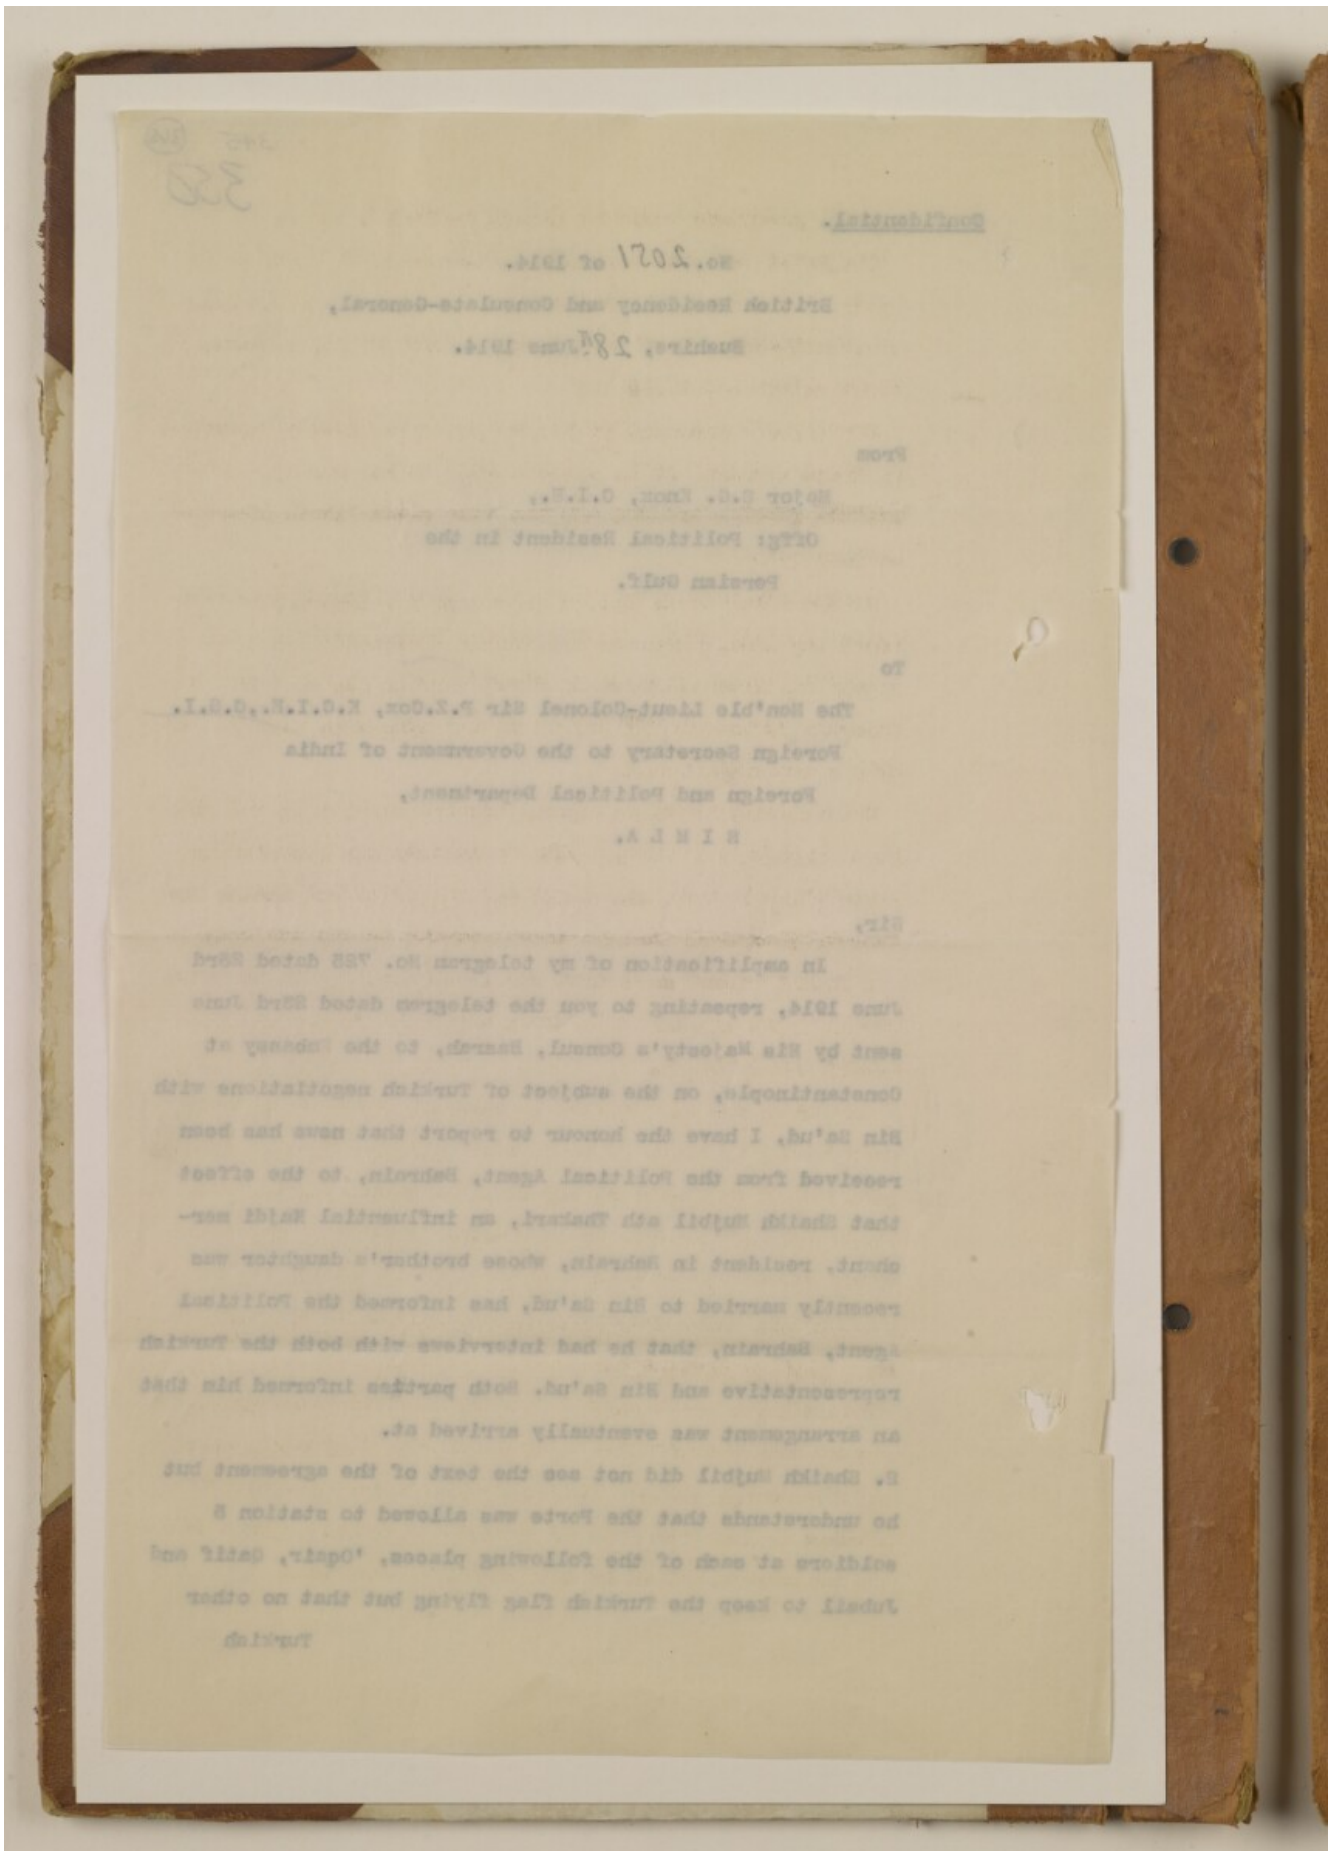 345
350
Confidential.
No. 2051 of 1914.
British Residency and Consulate-General,
Bushire, 28th June 1914.
From
Major S.G. Knox, C.I.E.,
Offg: Political Resident in the
Persian Gulf.
To
The Hon'ble Lieut-Colonel Sir P.Z.Cox, K.C.I.E.,C.S.I.
Foreign Secretary to the Government of India
Foreign and Political Department,
S I M L A.
Sir,
In amplification of my telegram No. 725 dated 23rd
June 1914, repeating to you the telegram dated 23rd June
sent by His Majesty's Consul, Basrah, to the Embassy at
Constantinople, on the subject of Turkish negotiations with
Bin Sa'ud, I have the honour to report that news has been
received from the Political Agent, Bahrain, to the effect
that Shaikh Mujbil ath Thakari, an influential Najdi mer-
chant, resident in Bahrain, whose brother's daughter was
recently married to Bin Sa'ud, has informed the Political
Agent, Bahrain, that he had interviews with both the Turkish
representative and Bin Sa'ud. Both parties informed him that
an arrangement was eventually arrived at.
2. Shaikh Mujbil did not see the text of the agreement but
he understands that the Porte was allowed to station 5
soldiers at each of the following places, 'Oqair, Qatif and
Jubail to keep the Turkish flag flying but that no other
Turkish